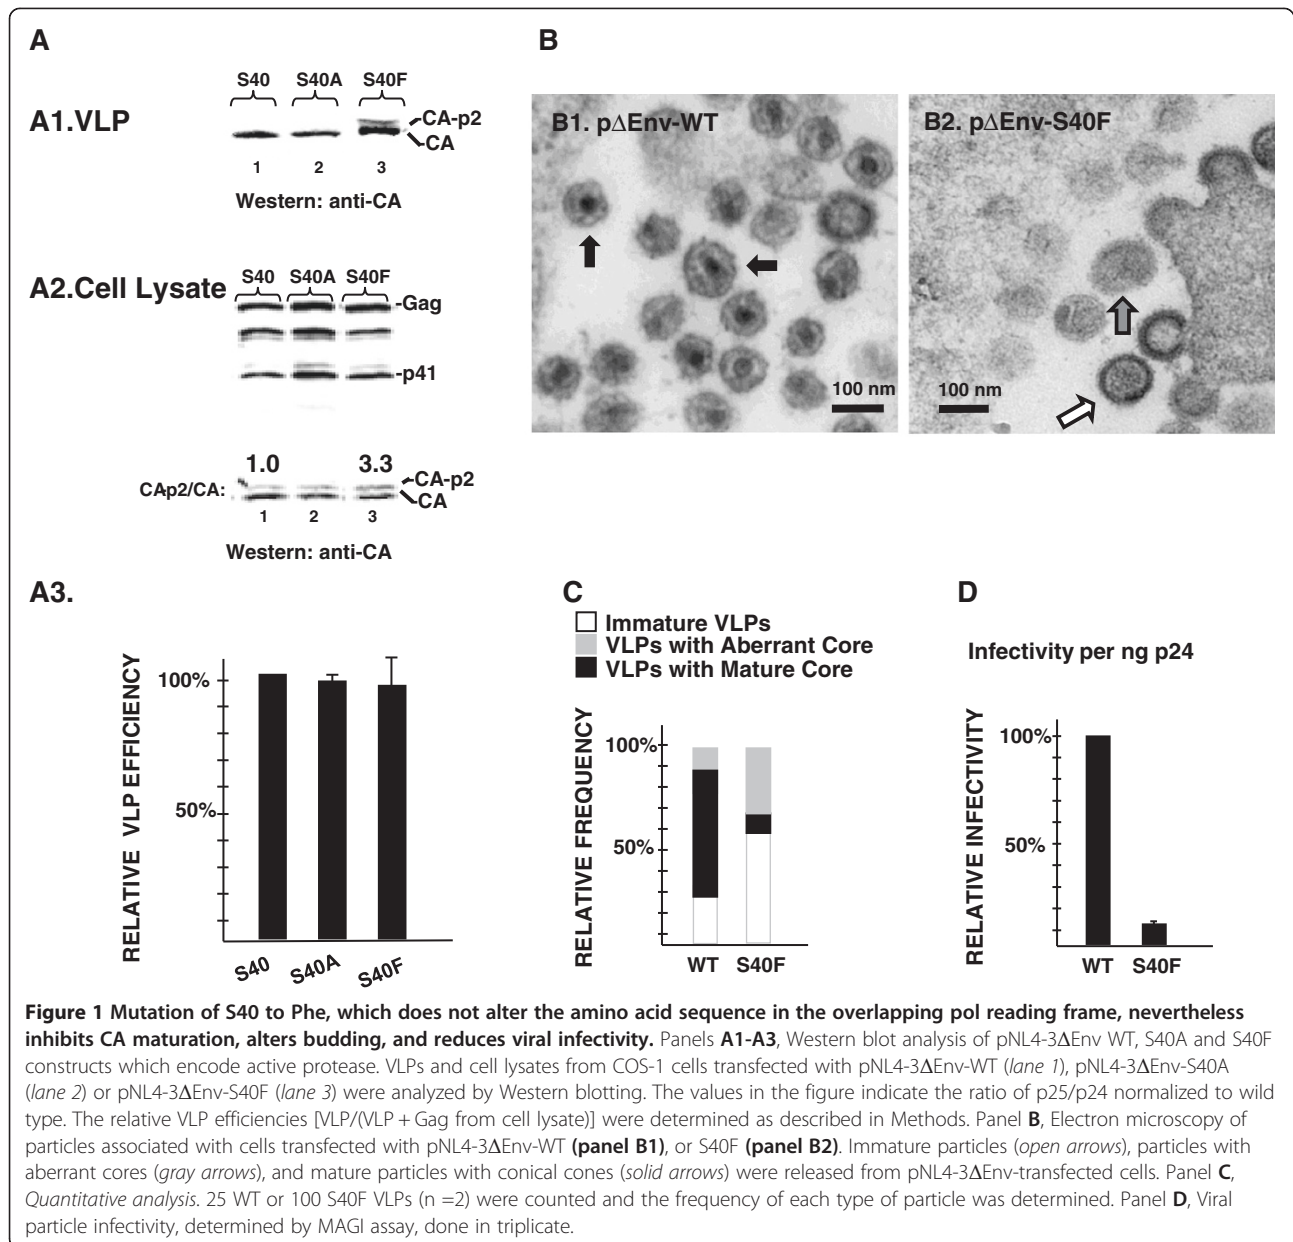 A
S40 S40A S40F
A1.VLP
CA-p2
CA
1 2 3
Western: anti-CA
S40 S40A S40F
A2.Cell Lysate
-Gag
-p41
1.0 3.3
CA-p2/CA:
CA-p2
CA
1 2 3
Western: anti-CA
B
B1. pΔEnv-WT
100 nm
B2. pΔEnv-S40F
100 nm
A3.
RELATIVE VLP EFFICIENCY
100%
50%
S40 S40A S40F
C
Immature VLPs
VLPs with Aberrant Core
VLPs with Mature Core
RELATIVE FREQUENCY
100%
50%
WT S40F
D
Infectivity per ng p24
RELATIVE INFECTIVITY
100%
50%
WT S40F
Figure 1 Mutation of S40 to Phe, which does not alter the amino acid sequence in the overlapping pol reading frame, nevertheless
inhibits CA maturation, alters budding, and reduces viral infectivity. Panels A1-A3, Western blot analysis of pNL4-3ΔEnv WT, S40A and S40F
constructs which encode active protease. VLPs and cell lysates from COS-1 cells transfected with pNL4-3ΔEnv-WT (lane 1), pNL4-3ΔEnv-S40A
(lane 2) or pNL4-3ΔEnv-S40F (lane 3) were analyzed by Western blotting. The values in the figure indicate the ratio of p25/p24 normalized to wild
type. The relative VLP efficiencies [VLP/(VLP + Gag from cell lysate)] were determined as described in Methods. Panel B, Electron microscopy of
particles associated with cells transfected with pNL4-3ΔEnv-WT (panel B1), or S40F (panel B2). Immature particles (open arrows), particles with
aberrant cores (gray arrows), and mature particles with conical cones (solid arrows) were released from pNL4-3ΔEnv-transfected cells. Panel C,
Quantitative analysis. 25 WT or 100 S40F VLPs (n =2) were counted and the frequency of each type of particle was determined. Panel D, Viral
particle infectivity, determined by MAGI assay, done in triplicate.